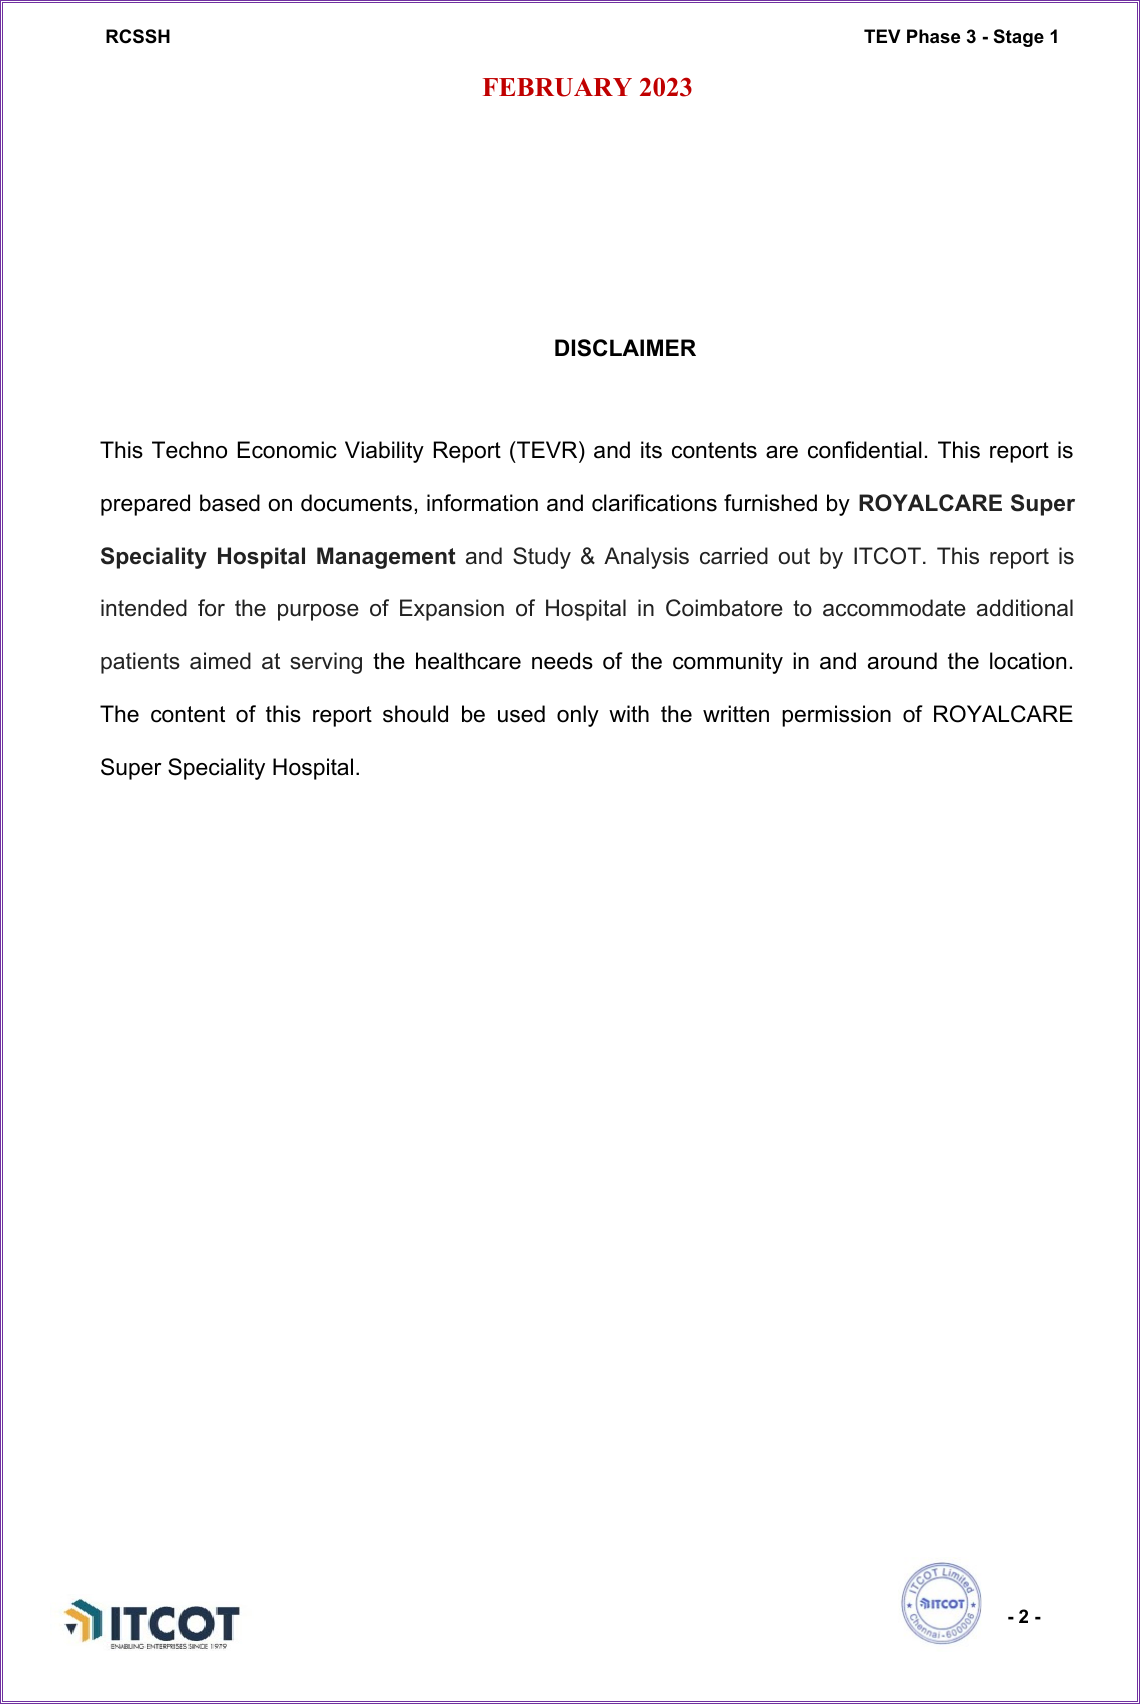 RCSSH TEV Phase 3 - Stage 1
FEBRUARY 2023
DISCLAIMER
This Techno Economic Viability Report (TEVR) and its contents are confidential. This report is
prepared based on documents, information and clarifications furnished by ROYALCARE Super
Speciality Hospital Management and Study & Analysis carried out by ITCOT. This report is
intended for the purpose of Expansion of Hospital in Coimbatore to accommodate additional
patients aimed at serving the healthcare needs of the community in and around the location.
The content of this report should be used only with the written permission of ROYALCARE
Super Speciality Hospital.
ITCOT
ENABLING ENTERPRISES SINCE 1979
ITCOT Limited
ITCOT
Chennai-600006
- 2 -